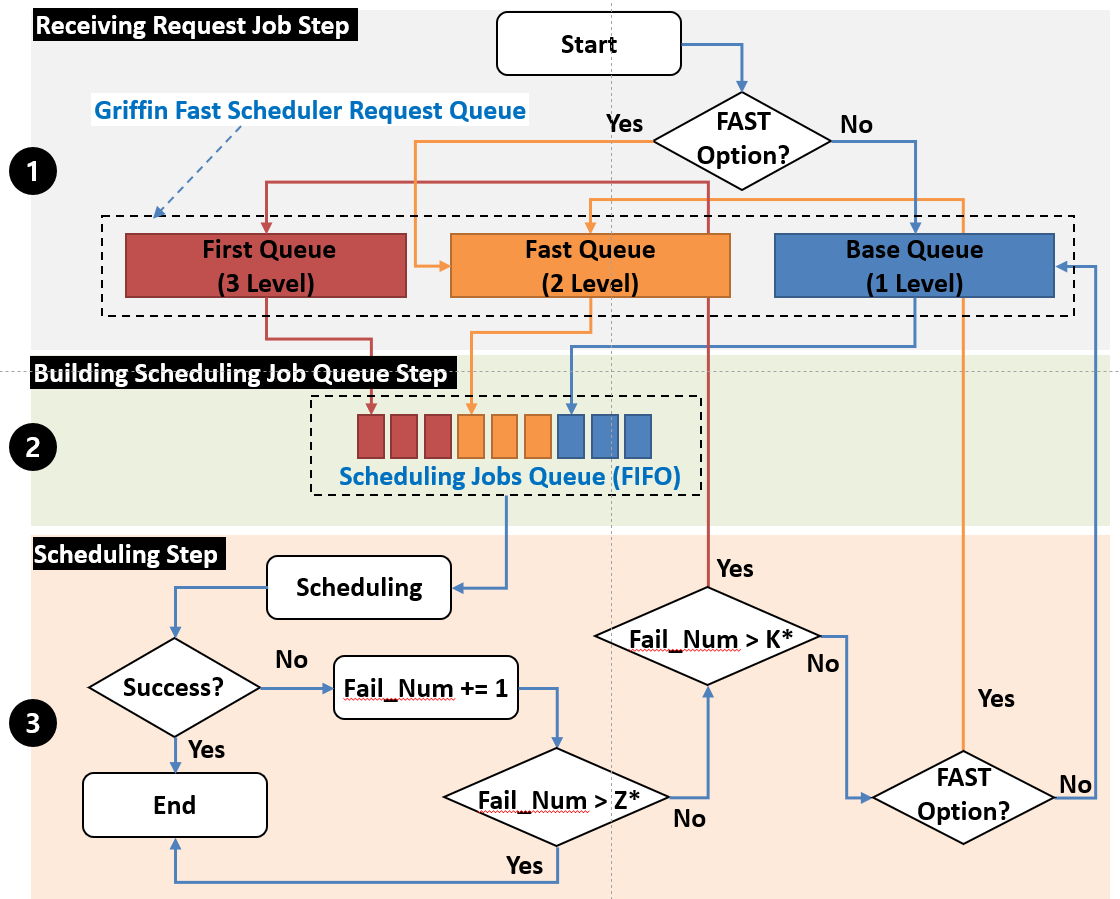 Receiving Request Job Step
Start
Griffin Fast Scheduler Request Queue
FAST
Option?
Yes
No
1
First Queue
(3 Level)
Fast Queue
(2 Level)
Base Queue
(1 Level)
Building Scheduling Job Queue Step
2
Scheduling Jobs Queue (FIFO)
Scheduling Step
Scheduling
Yes
Fail_Num > K*
No
Success?
No
Fail_Num += 1
Yes
3
Yes
End
Fail_Num > Z*
No
FAST
Option?
No
Yes